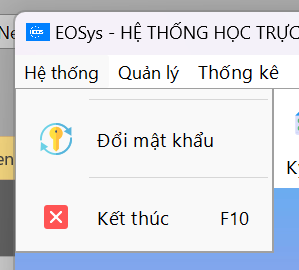 EOSys - HỆ THỐNG HỌC TRỰC
Hệ thống Quản lý Thống kê
Đổi mật khẩu
Kết thúc F10